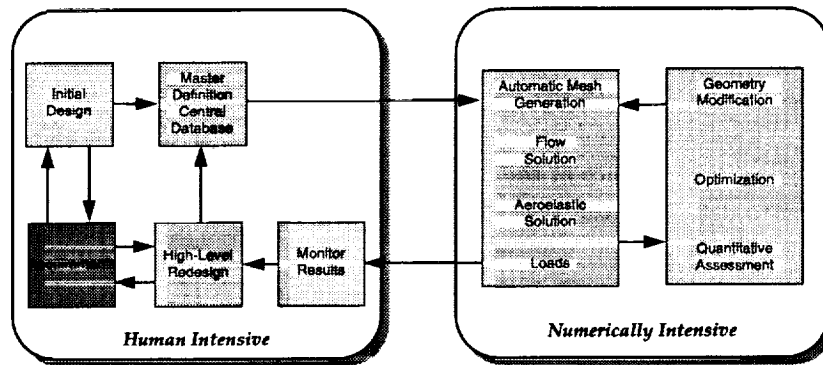 Initial
Design
Master
Definition
Central
Database
High-Level
Redesign
Monitor
Results
Human Intensive
Automatic Mesh
Generation
Flow
Solution
Aeroelastic
Solution
Loads
Geometry
Modification
Optimization
Quantitative
Assessment
Numerically Intensive